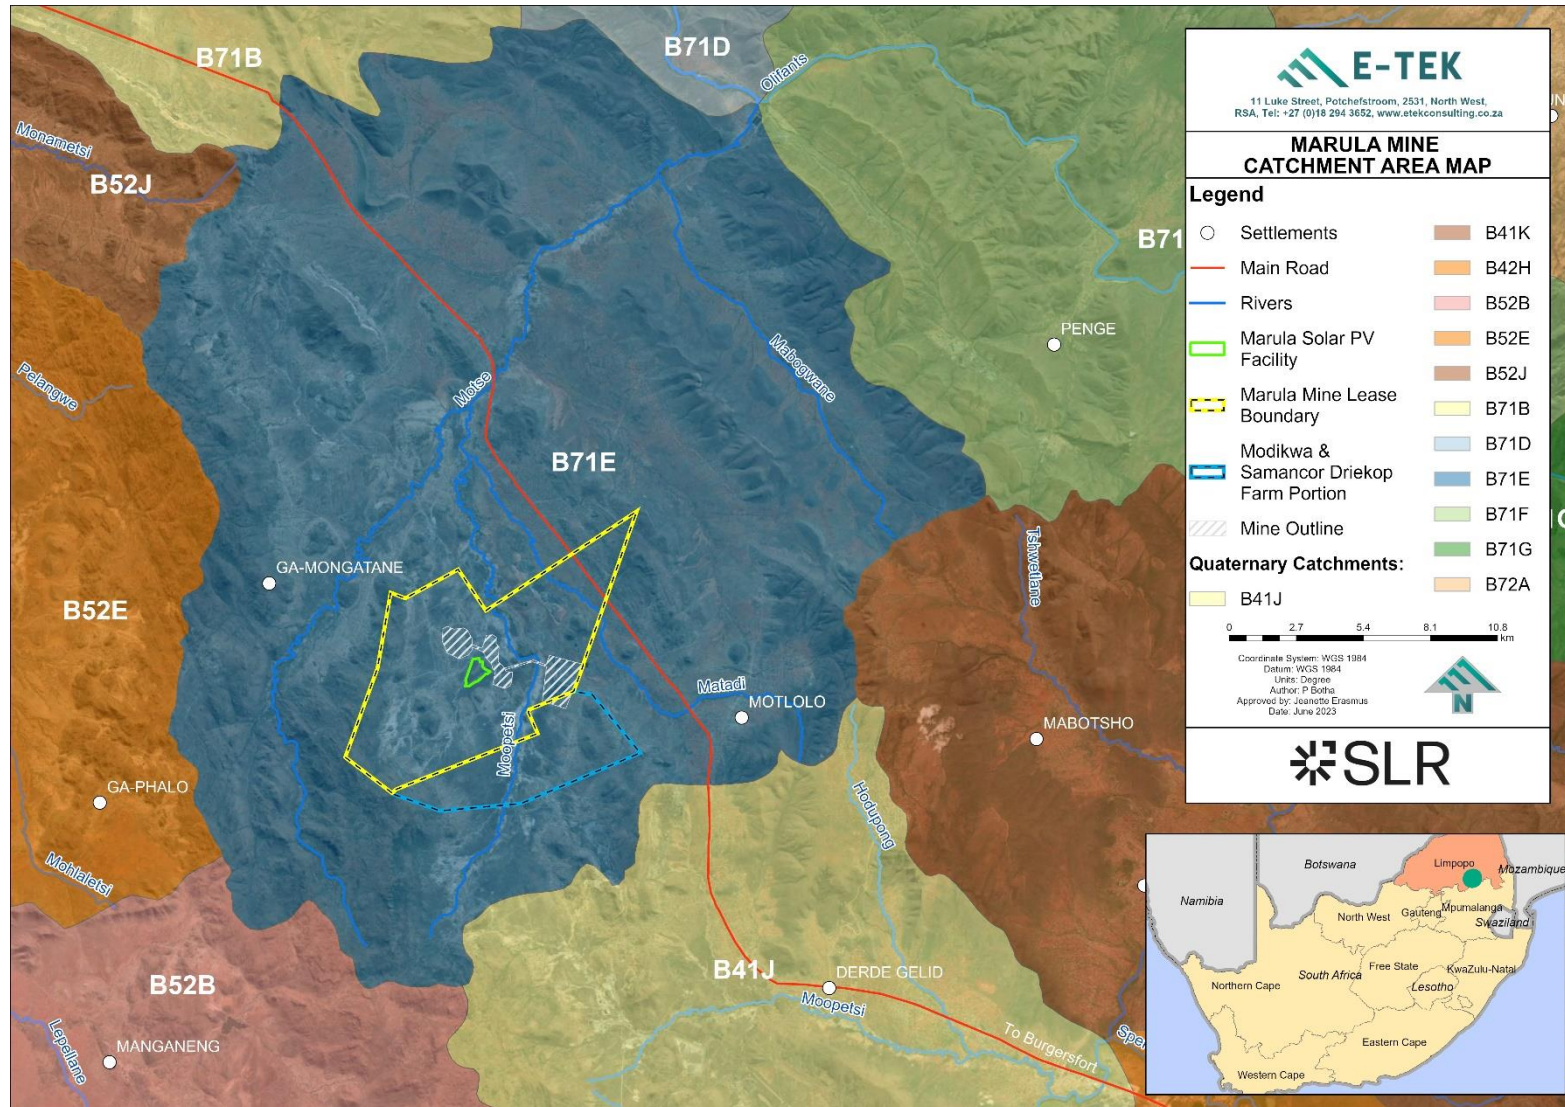 B71B
B71D
Olifants
Monametsi
B52J
B71
PENGE
Mabogwane
Motse
Pelangwe
B71E
Tshwetlane
GA-MONGATANE
B52E
Matadi
MOTLOLO
MABOTSHO
Moopetsi
GA-PHALO
Hodupong
Mohlaletsi
B41J
DERDE GELID
B52B
Moopetsi
Lepellane
MANGANENG
To Burgersfort
Spe
E-TEK
11 Luke Street, Potchefstroom, 2531, North West,
RSA, Tel: +27 (0)18 294 3652, www.etekconsulting.co.za
MARULA MINE
CATCHMENT AREA MAP
Legend
Settlements
Main Road
Rivers
Marula Solar PV
Facility
Marula Mine Lease
Boundary
Modikwa &
Samancor Driekop
Farm Portion
Mine Outline
Quaternary Catchments:
B41J
B41K
B42H
B52B
B52E
B52J
B71B
B71D
B71E
B71F
B71G
B72A
0 2.7 5.4 8.1 10.8
km
Coordinate System: WGS 1984
Datum: WGS 1984
Units: Degree
Author: P Botha
Approved by: Jeanette Erasmus
Date: June 2023
N
SLR
Botswana
Limpopo
Mozambique
Namibia
North West
Gauteng
Mpumalanga
Swaziland
Free State
KwaZulu-Natal
South Africa
Lesotho
Northern Cape
Eastern Cape
Western Cape